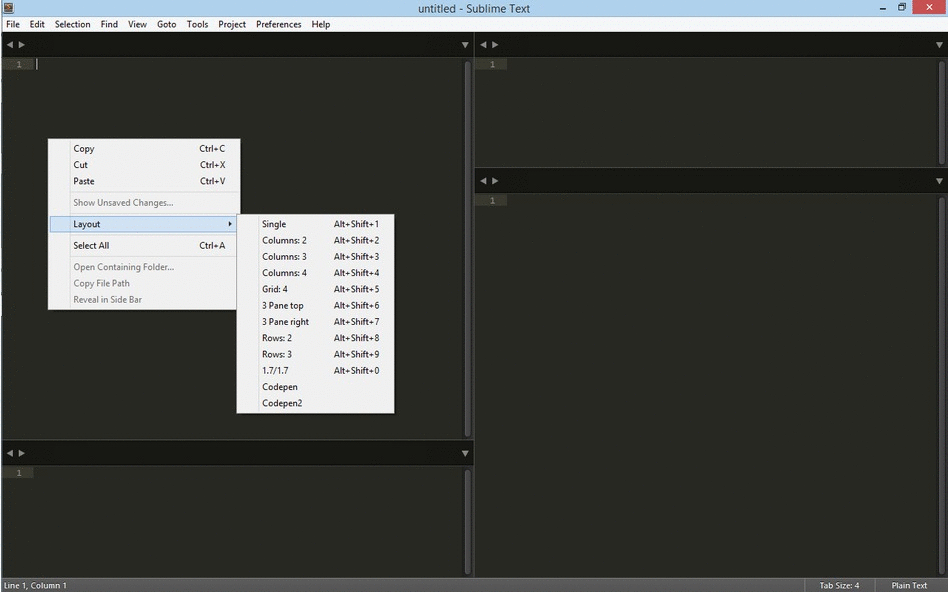 untitled - Sublime Text
File Edit Selection Find View Goto Tools Project Preferences Help
1
1
Copy Ctrl+C
Cut Ctrl+X
Paste Ctrl+V
Show Unsaved Changes...
Layout
Select All Ctrl+A
Open Containing Folder...
Copy File Path
Reveal in Side Bar
Single Alt+Shift+1
Columns: 2 Alt+Shift+2
Columns: 3 Alt+Shift+3
Columns: 4 Alt+Shift+4
Grid: 4 Alt+Shift+5
3 Pane top Alt+Shift+6
3 Pane right Alt+Shift+7
Rows: 2 Alt+Shift+8
Rows: 3 Alt+Shift+9
1.7/1.7 Alt+Shift+0
Codepen
Codepen2
1
1
Line 1, Column 1 Tab Size: 4 Plain Text